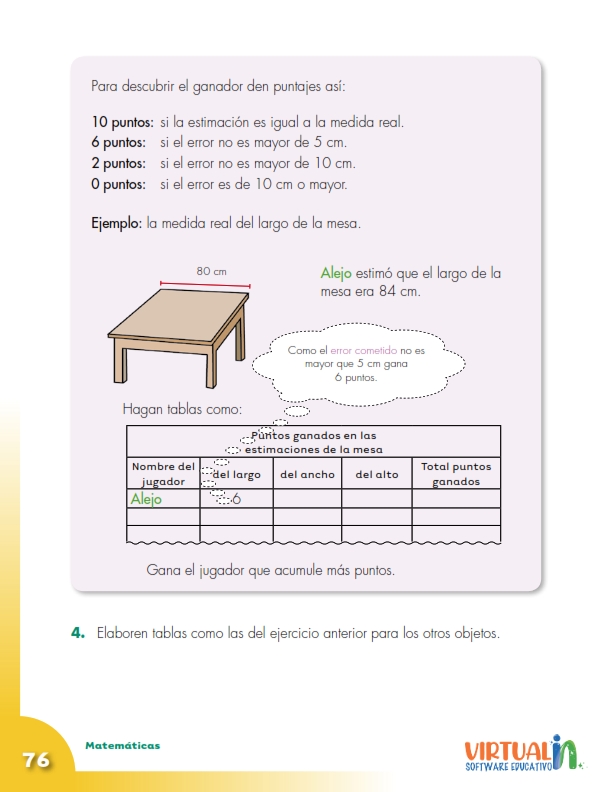 Para descubrir el ganador den puntajes así:
10 puntos: si la estimación es igual a la medida real.
6 puntos: si el error no es mayor de 5 cm.
2 puntos: si el error no es mayor de 10 cm.
0 puntos: si el error es de 10 cm o mayor.
Ejemplo: la medida real del largo de la mesa.
80 cm
Alejo estimó que el largo de la
mesa era 84 cm.
Como el error cometido no es
mayor que 5 cm gana
6 puntos.
Hagan tablas como:
Puntos ganados en las
estimaciones de la mesa
Nombre del
jugador
del largo
del ancho
del alto
Total puntos
ganados
Alejo
6
Gana el jugador que acumule más puntos.
4. Elaboren tablas como las del ejercicio anterior para los otros objetos.
76
Matemáticas
VIRTUALIN
SOFTWARE EDUCATIVO